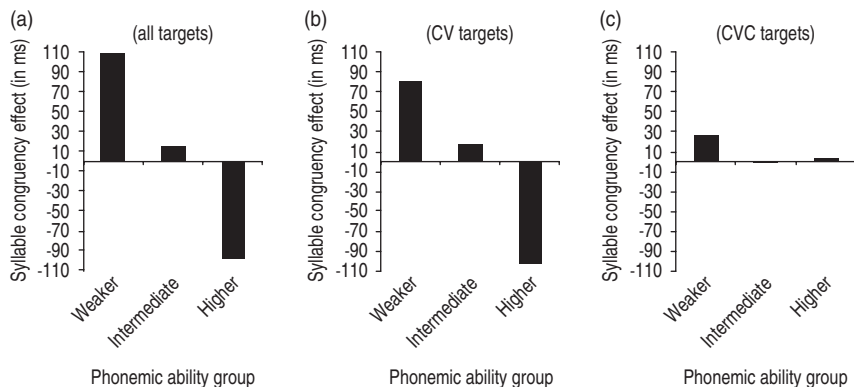 (a)
(all targets)
Syllable congruency effect (in ms)
110
90
70
50
30
10
-10
-30
-50
-70
-90
-110
Weaker
Intermediate
Higher
Phonemic ability group
(b)
(CV targets)
Syllable congruency effect (in ms)
110
90
70
50
30
10
-10
-30
-50
-70
-90
-110
Weaker
Intermediate
Higher
Phonemic ability group
(c)
(CVC targets)
Syllable congruency effect (in ms)
110
90
70
50
30
10
-10
-30
-50
-70
-90
-110
Weaker
Intermediate
Higher
Phonemic ability group